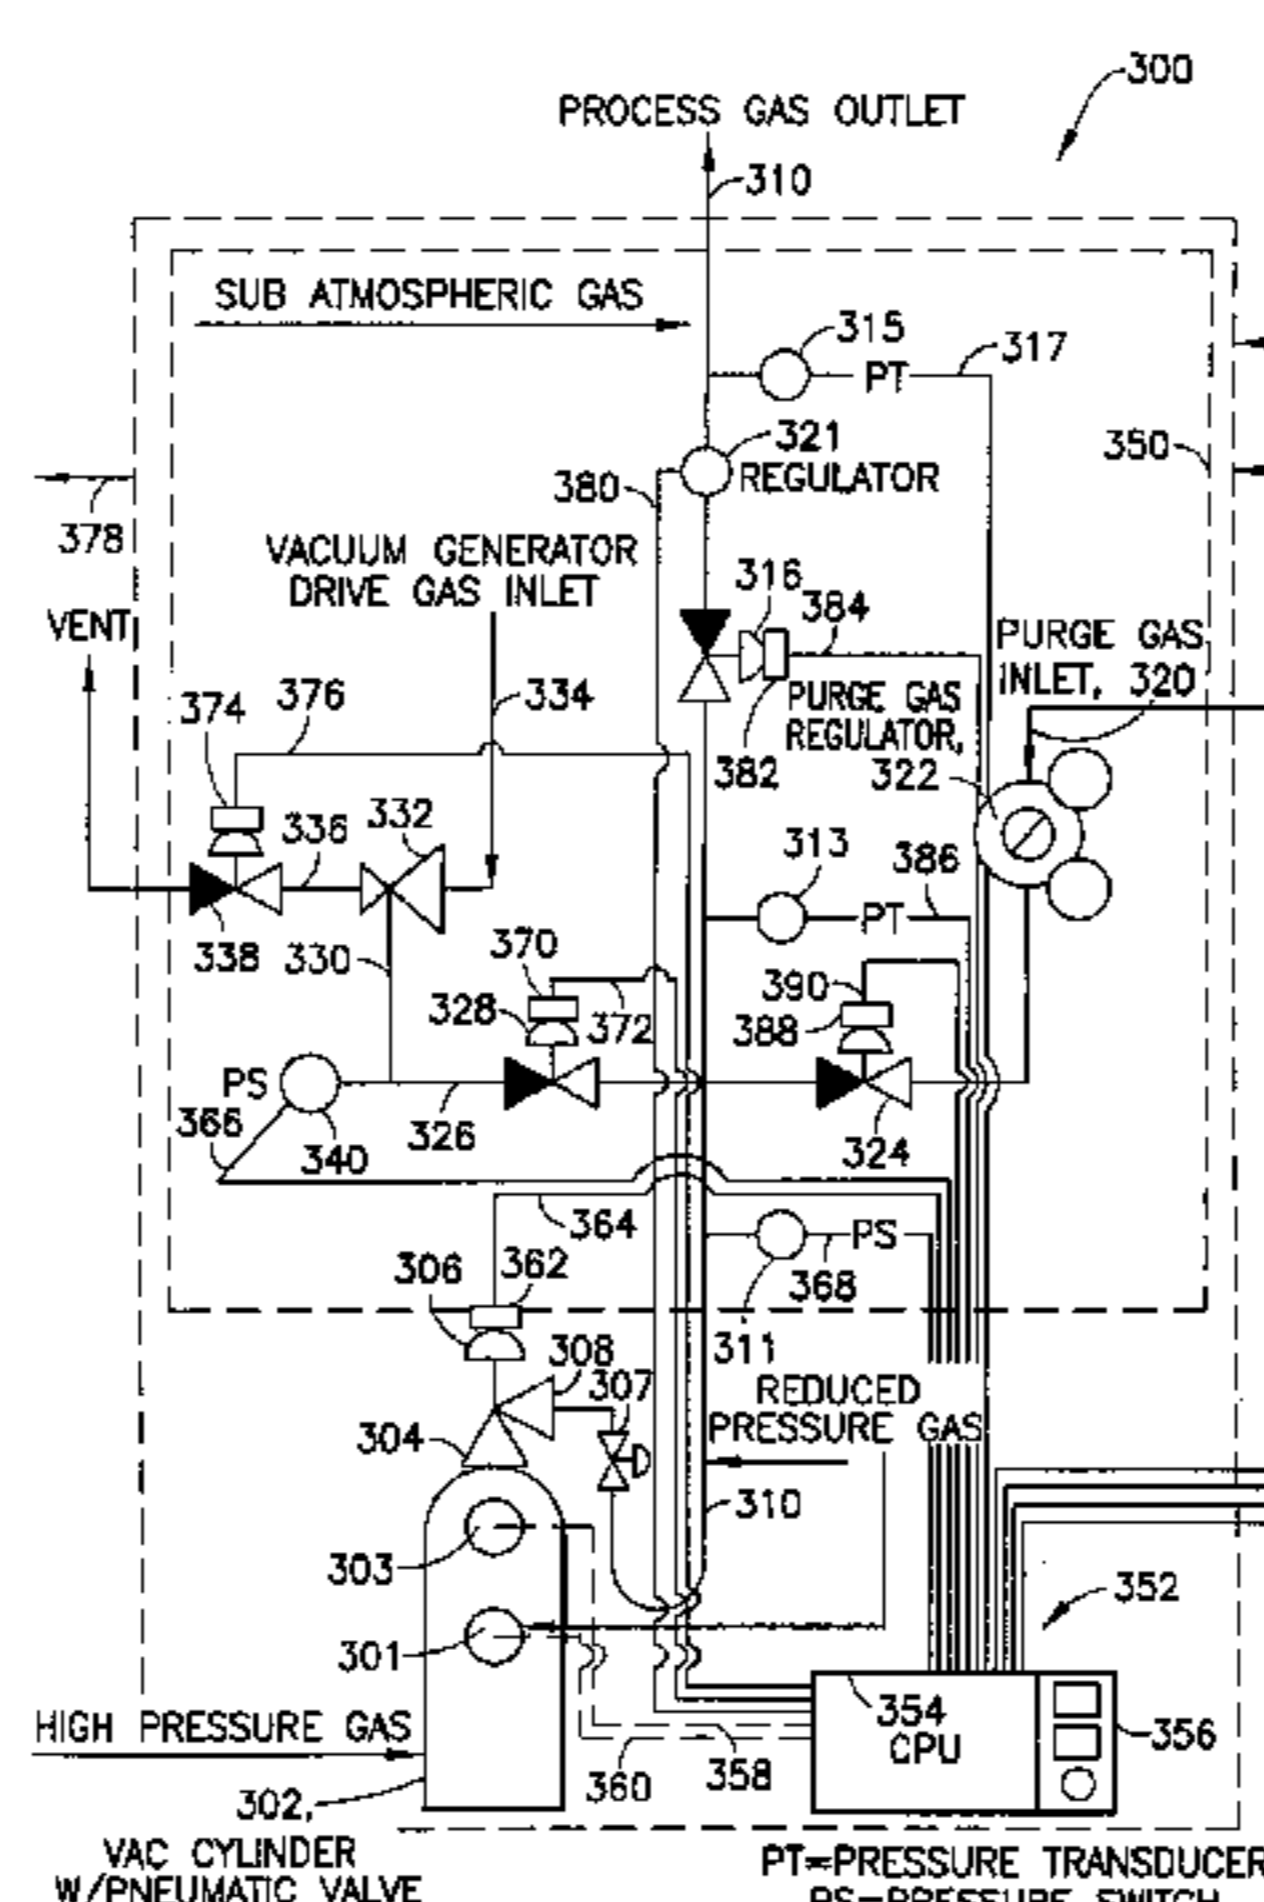 300
PROCESS GAS OUTLET
310
SUB ATMOSPHERIC GAS
315
PT
317
321
REGULATOR
350
380
378
VACUUM GENERATOR
DRIVE GAS INLET
316
384
VENT
PURGE GAS
INLET, 320
334
376
374
PURGE GAS
REGULATOR,
322
382
336
332
313
386
PT
338
330
370
390
328
372
388
PS
366
340
326
324
364
PS
368
306
362
311
308
307
REDUCED
PRESSURE GAS
304
310
303
352
301
354
CPU
356
HIGH PRESSURE GAS
358
360
302,
VAC CYLINDER
W/PNEUMATIC VALVE
PT=PRESSURE TRANSDUCER
PS=PRESSURE SWITCH